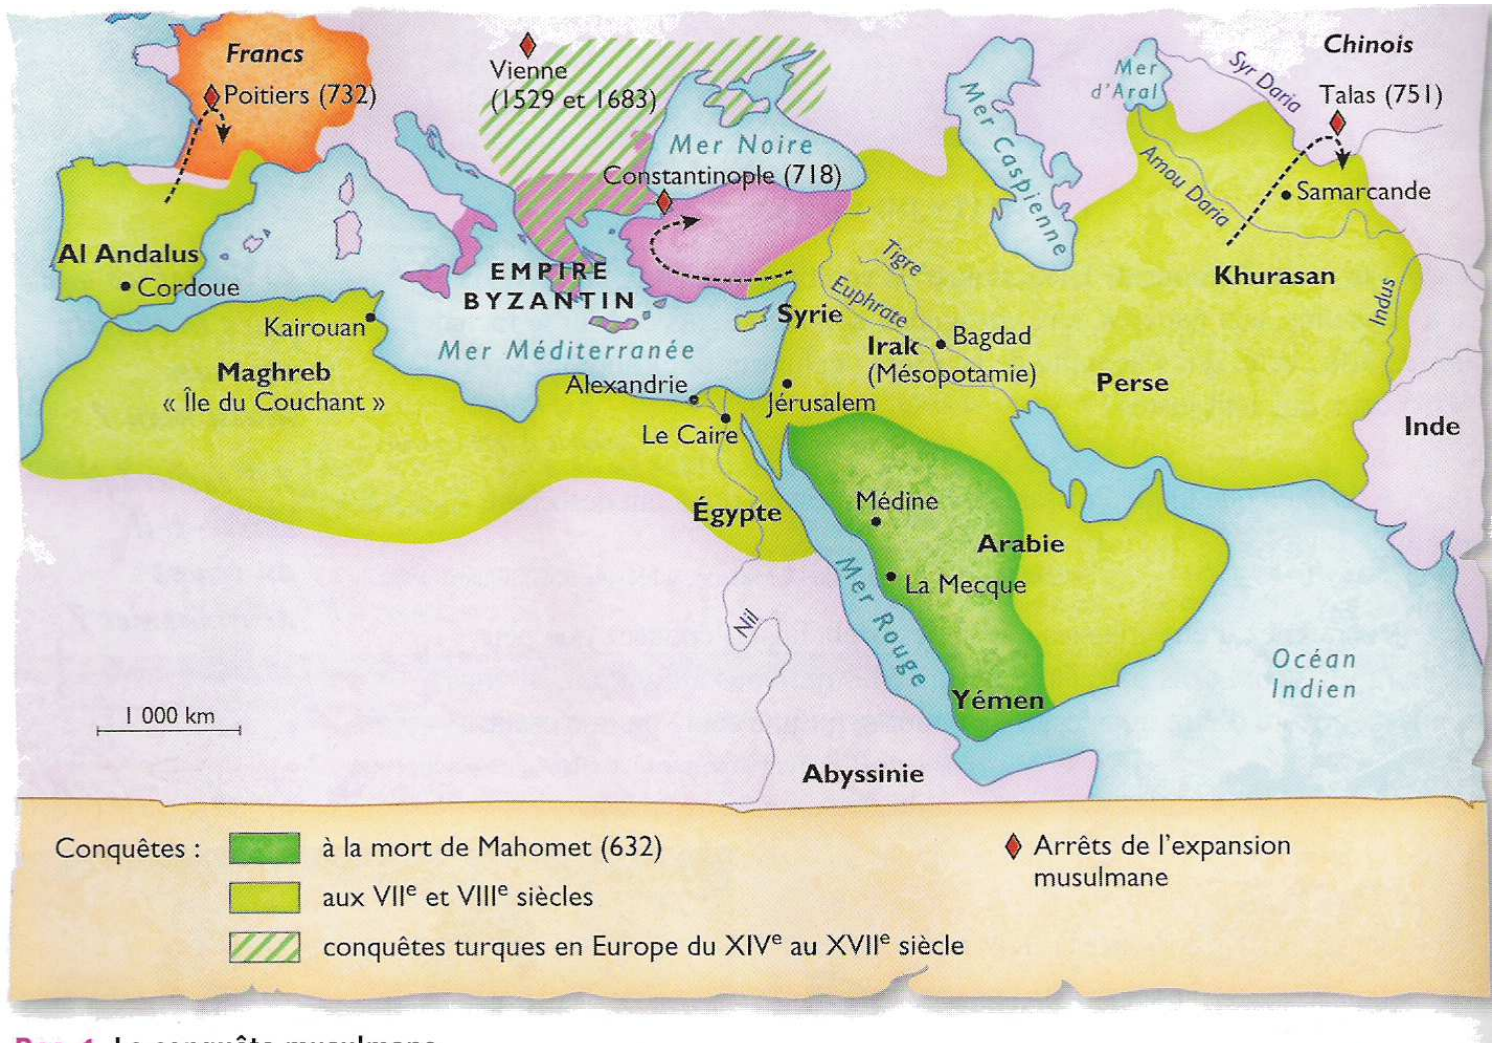 Francs
Poitiers (732)
Vienne
(1529 et 1683)
Mer Noire
Constantinople (718)
Mer Caspienne
Mer
d'Aral
Syr Daria
Chinois
Talas (751)
Amou Daria
Samarcande
Khurasan
Indus
Al Andalus
Cordoue
Kairouan
EMPIRE
BYZANTIN
Mer Méditerranée
Maghreb
« Île du Couchant »
Alexandrie
Le Caire
Égypte
Syrie
Tigre
Euphrate
Irak
(Mésopotamie)
Bagdad
Jérusalem
Perse
Inde
Médine
Arabie
La Mecque
Mer Rouge
Nil
Yémen
Abyssinie
Océan
Indien
1 000 km
Conquêtes :
à la mort de Mahomet (632)
aux VIIe et VIIIe siècles
conquêtes turques en Europe du XIVe au XVIIe siècle
Arrêts de l'expansion
musulmane
La conquête musulmane